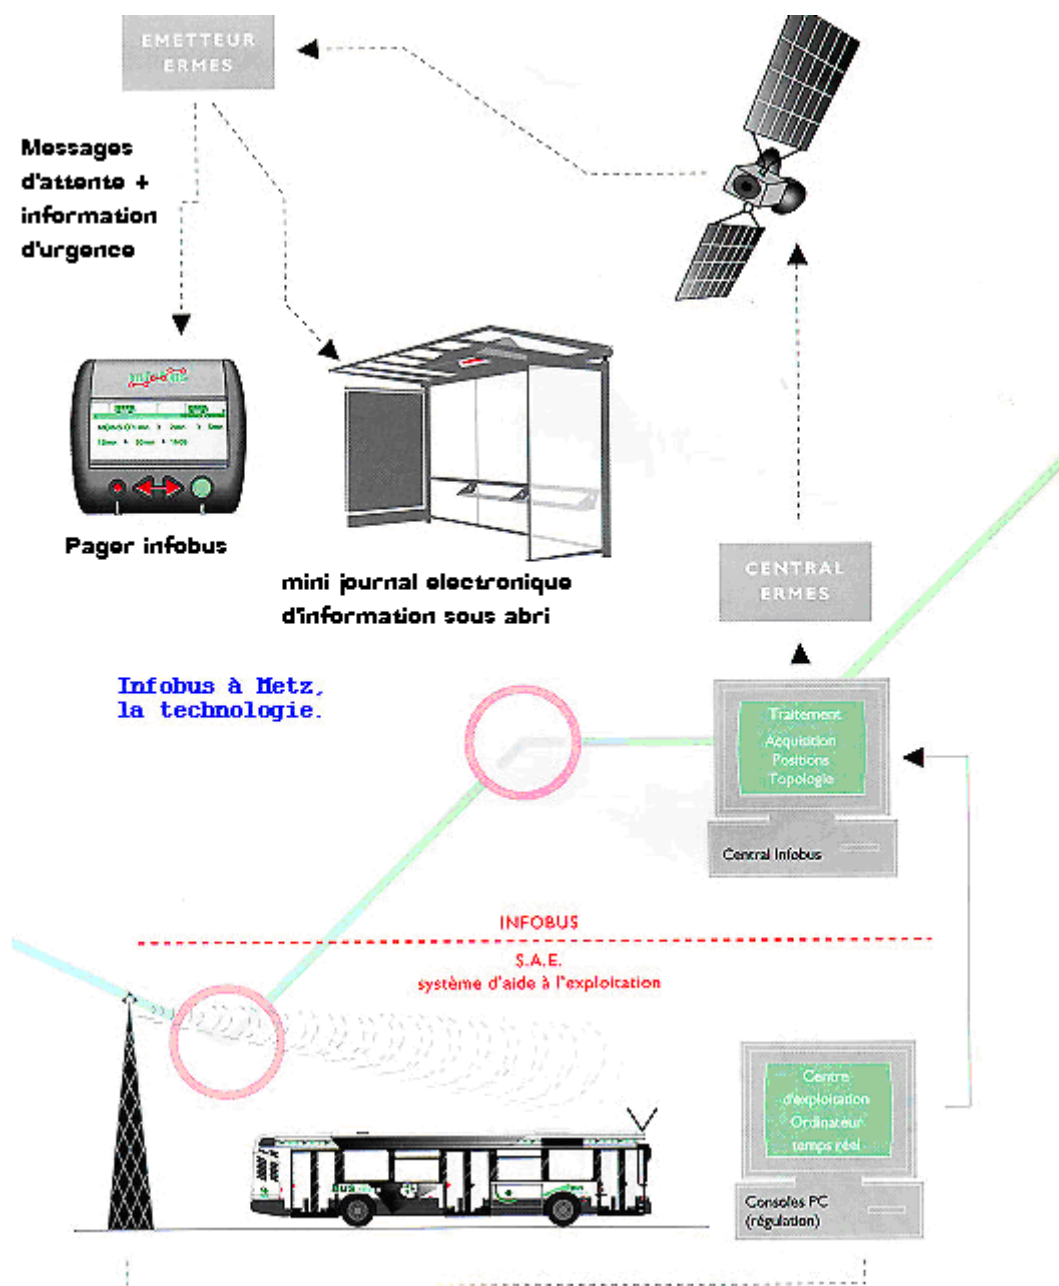 EMETTEUR
ERMES
Messages
d'attente +
information
d'urgence
infobus
Pager infobus
mini journal electronique
d'information sous abri
CENTRAL
ERMES
Infobus à Metz,
la technologie.
Traitement
Acquisition
Positions
Topologie
Central Infobus
INFOBUS
S.A.E.
système d'aide à l'exploitation
Centre
d'exploitation
Ordinateur
temps réel
BUS
Consoles PC
(régulation)